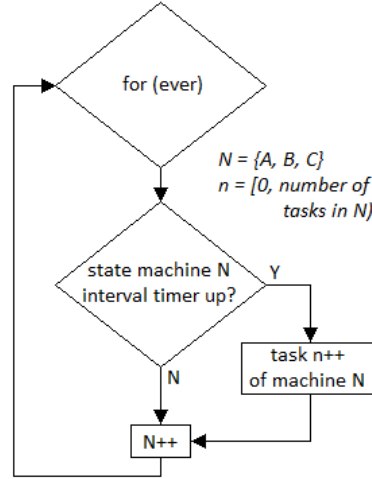 for (ever)
N = {A, B, C}
n = [0, number of
tasks in N)
state machine N
interval timer up?
Y
task n++
of machine N
N
N++